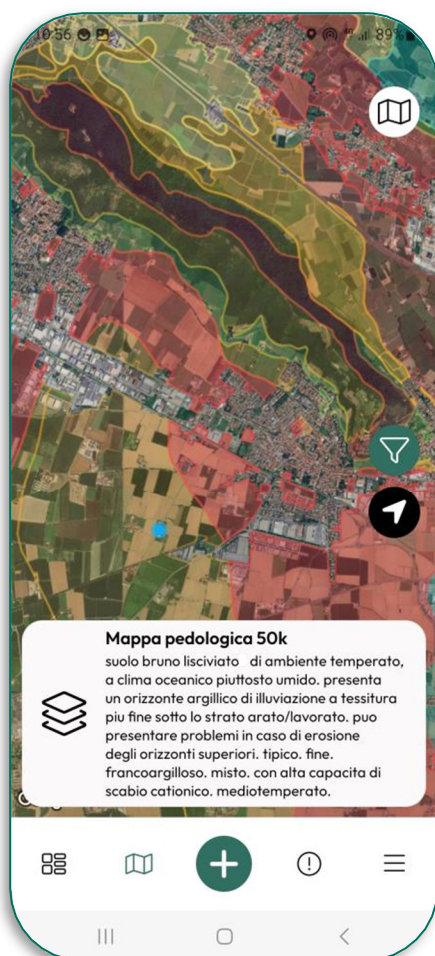 10:56
4G
89%
Mappa pedologica 50k
suolo bruno lisciviato di ambiente temperato,
a clima oceanico piuttosto umido. presenta
un orizzonte argillico di illuviazione a tessitura
piu fine sotto lo strato arato/lavorato. puo
presentare problemi in caso di erosione
degli orizzonti superiori. tipico. fine.
francoargilloso. misto. con alta capacita di
scabio cationico. mediotemperato.